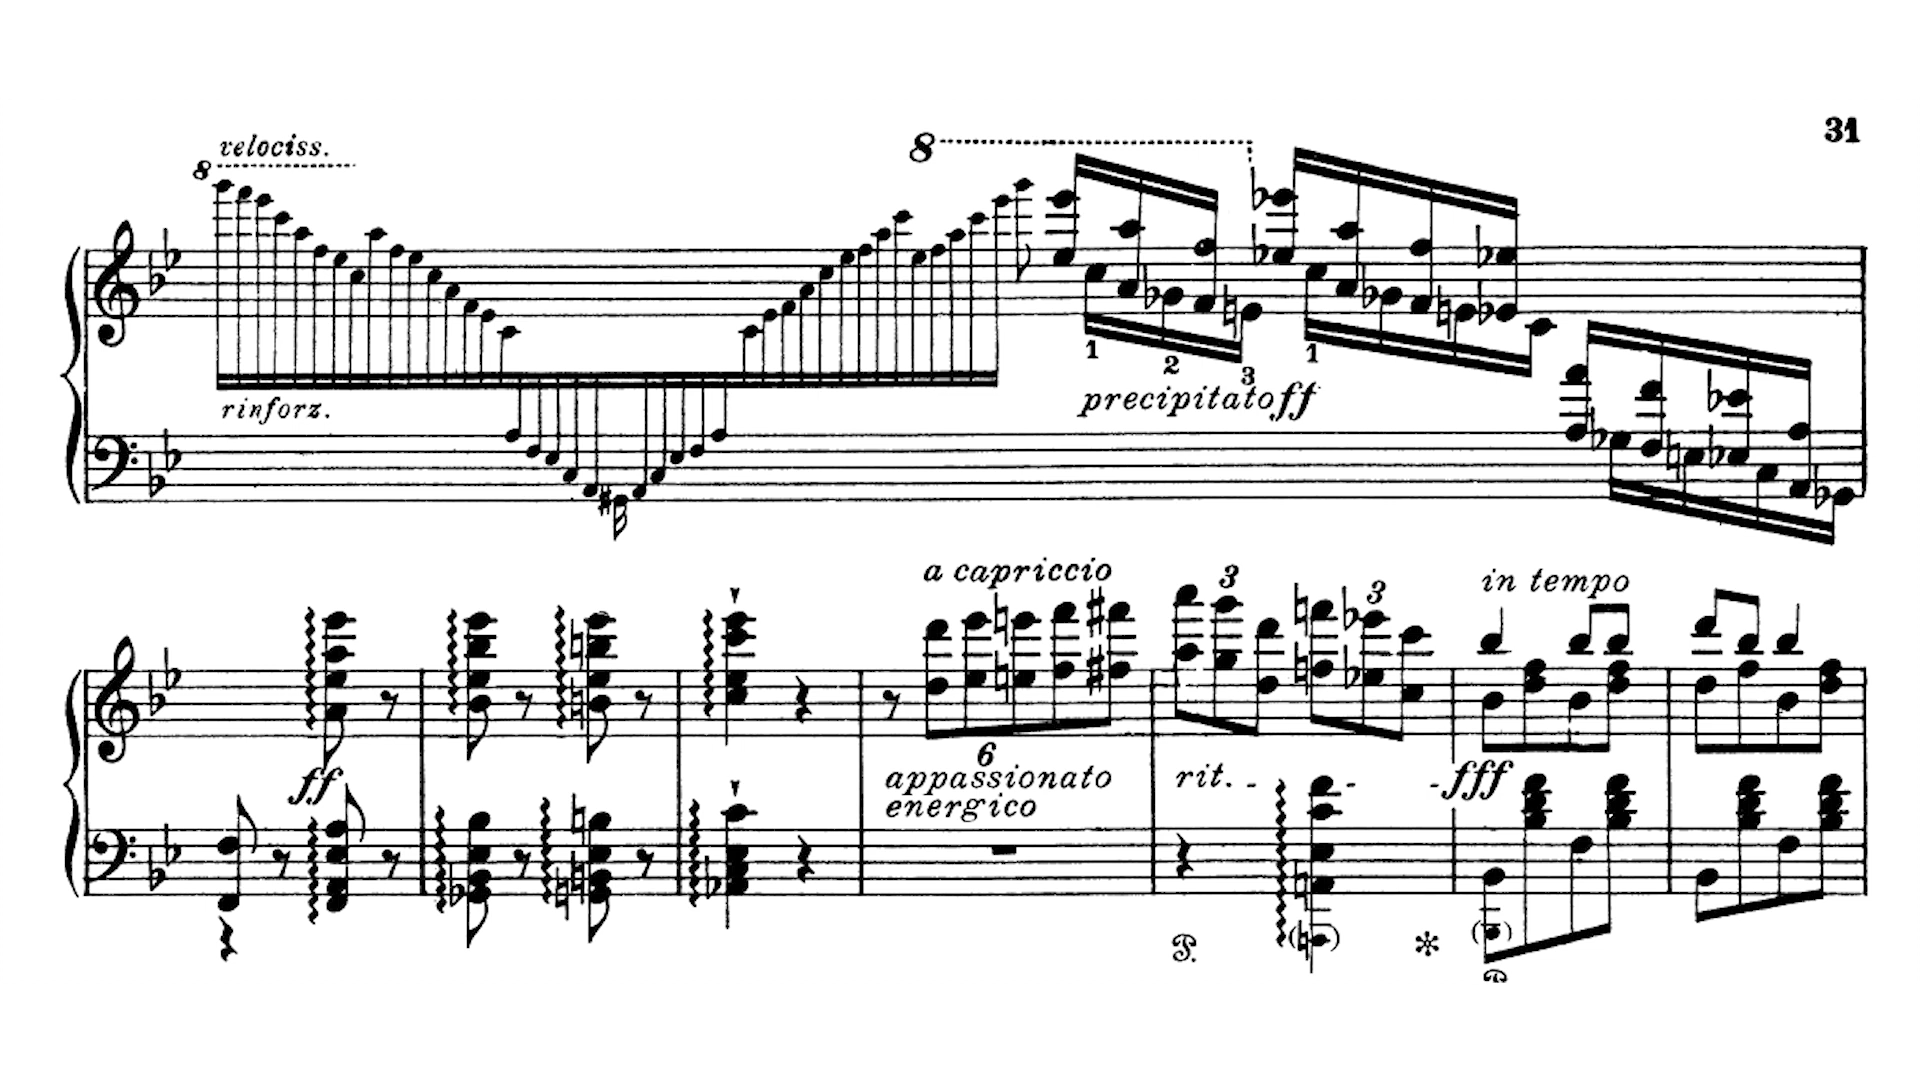 31
velociss.
8
8
1
2
3
1
rinforz.
precipitato ff
a capriccio
3
3
in tempo
6
ff
appassionato
energico
rit. - - - fff